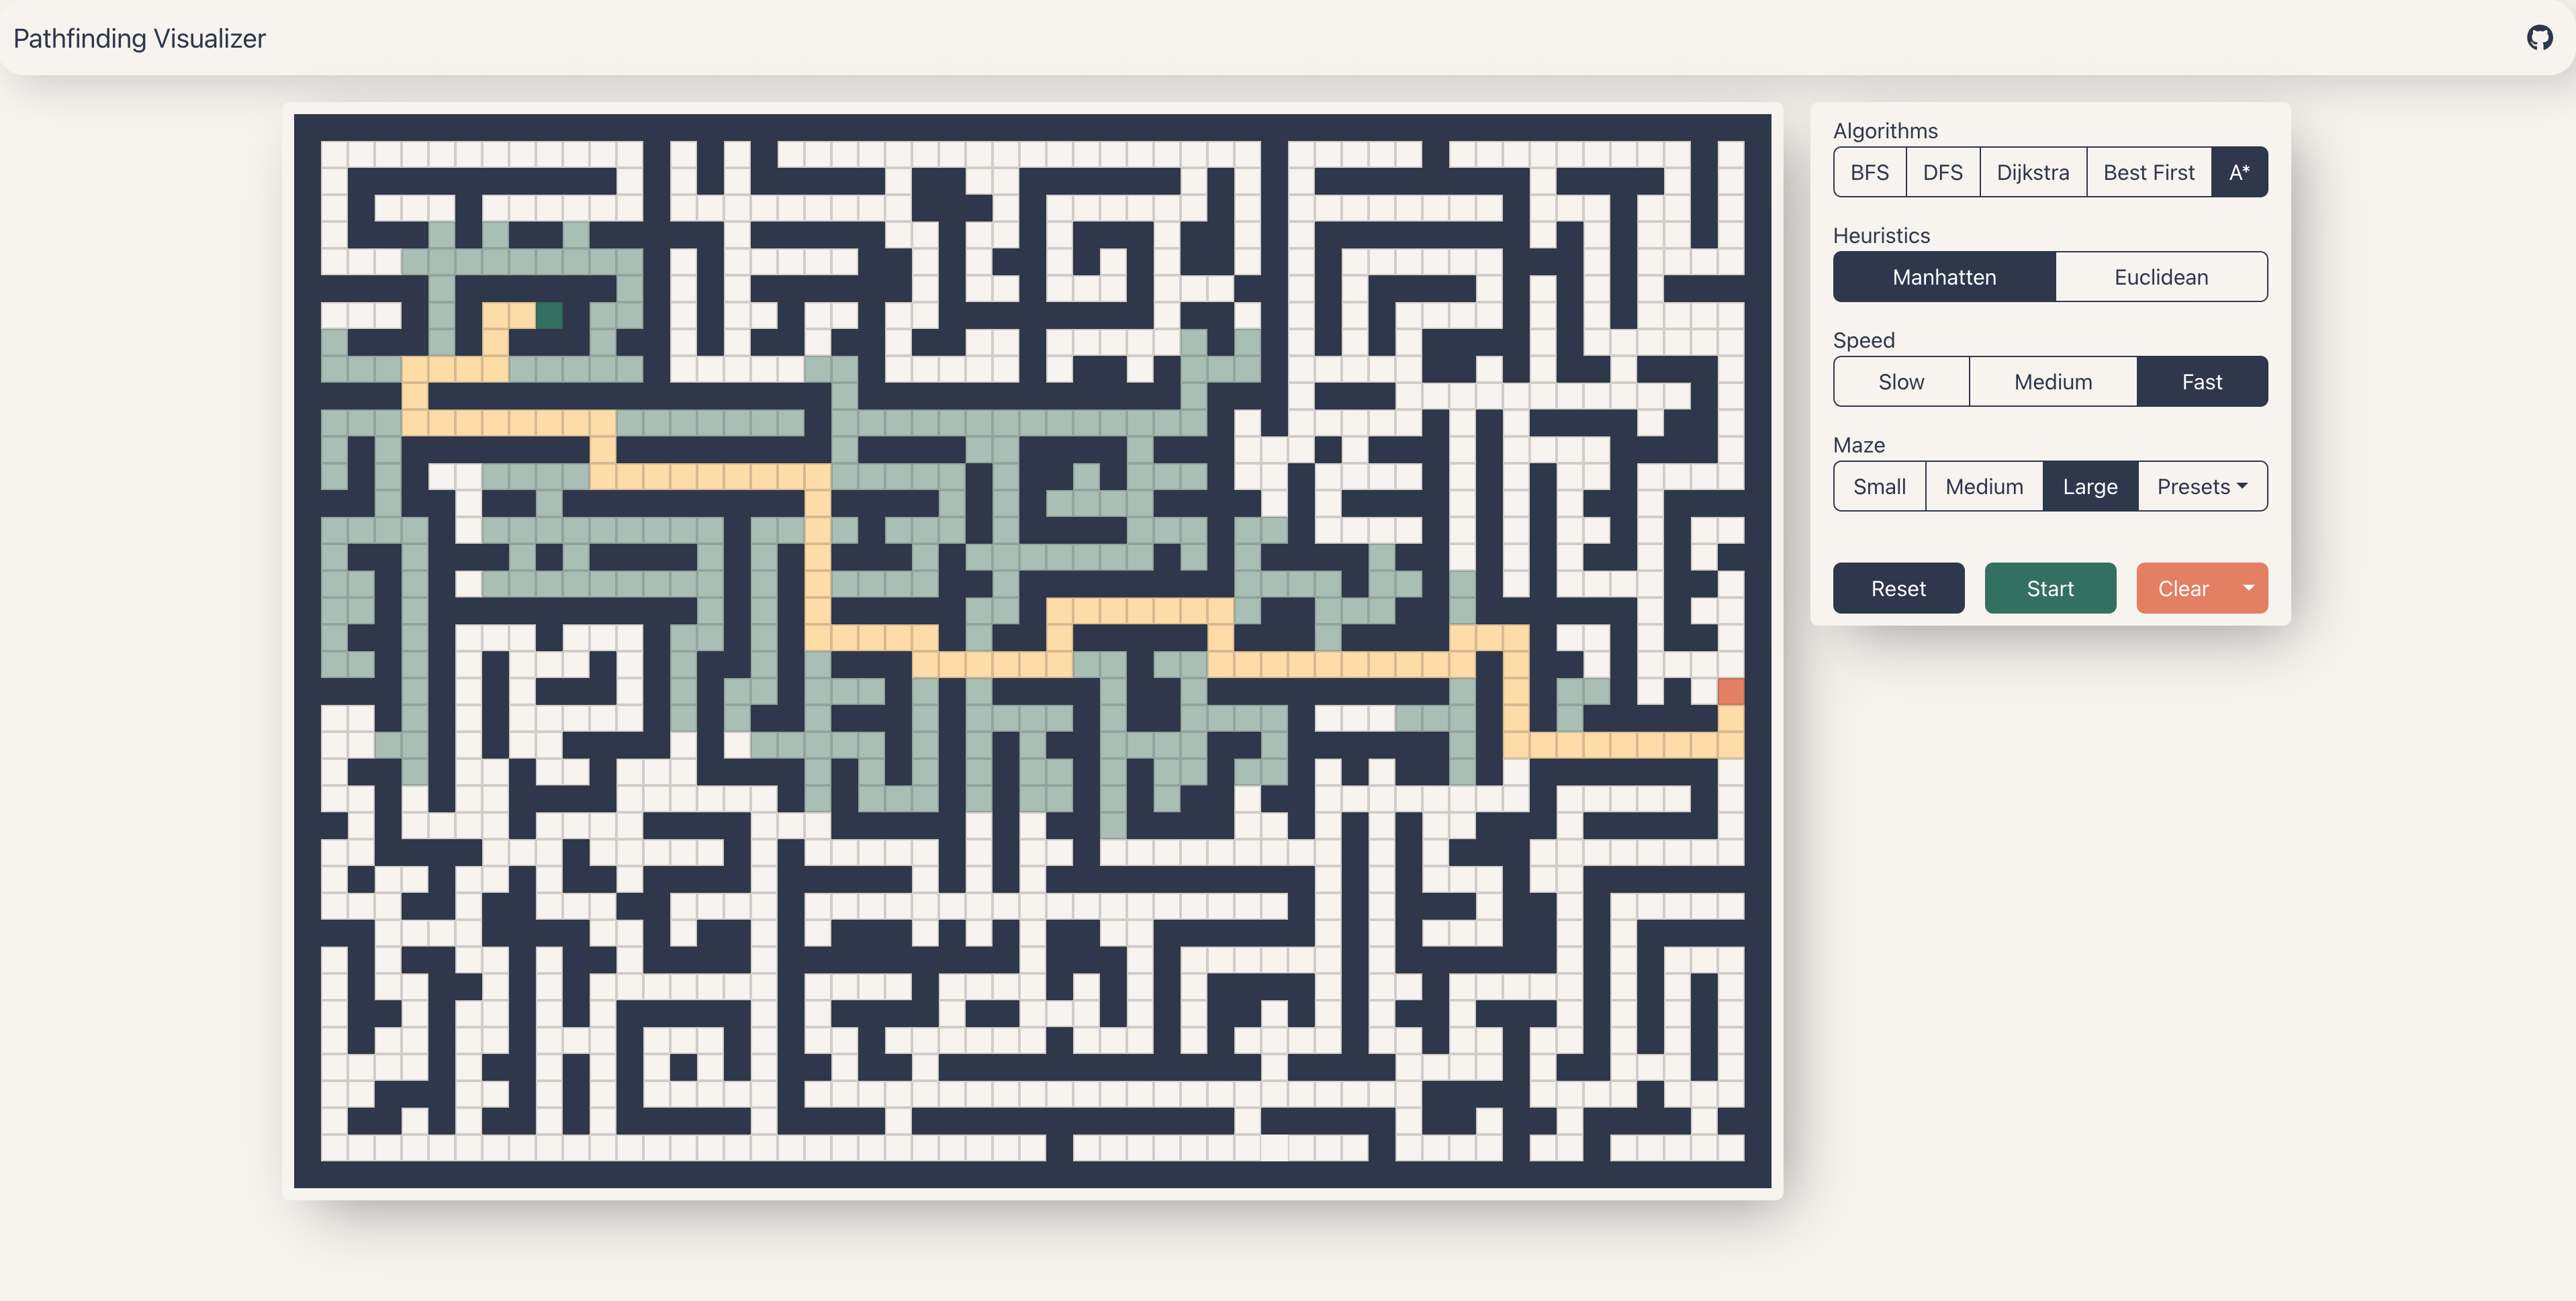 Pathfinding Visualizer
Algorithms
BFS DFS Dijkstra Best First A*
Heuristics
Manhatten Euclidean
Speed
Slow Medium Fast
Maze
Small Medium Large Presets
Reset Start Clear